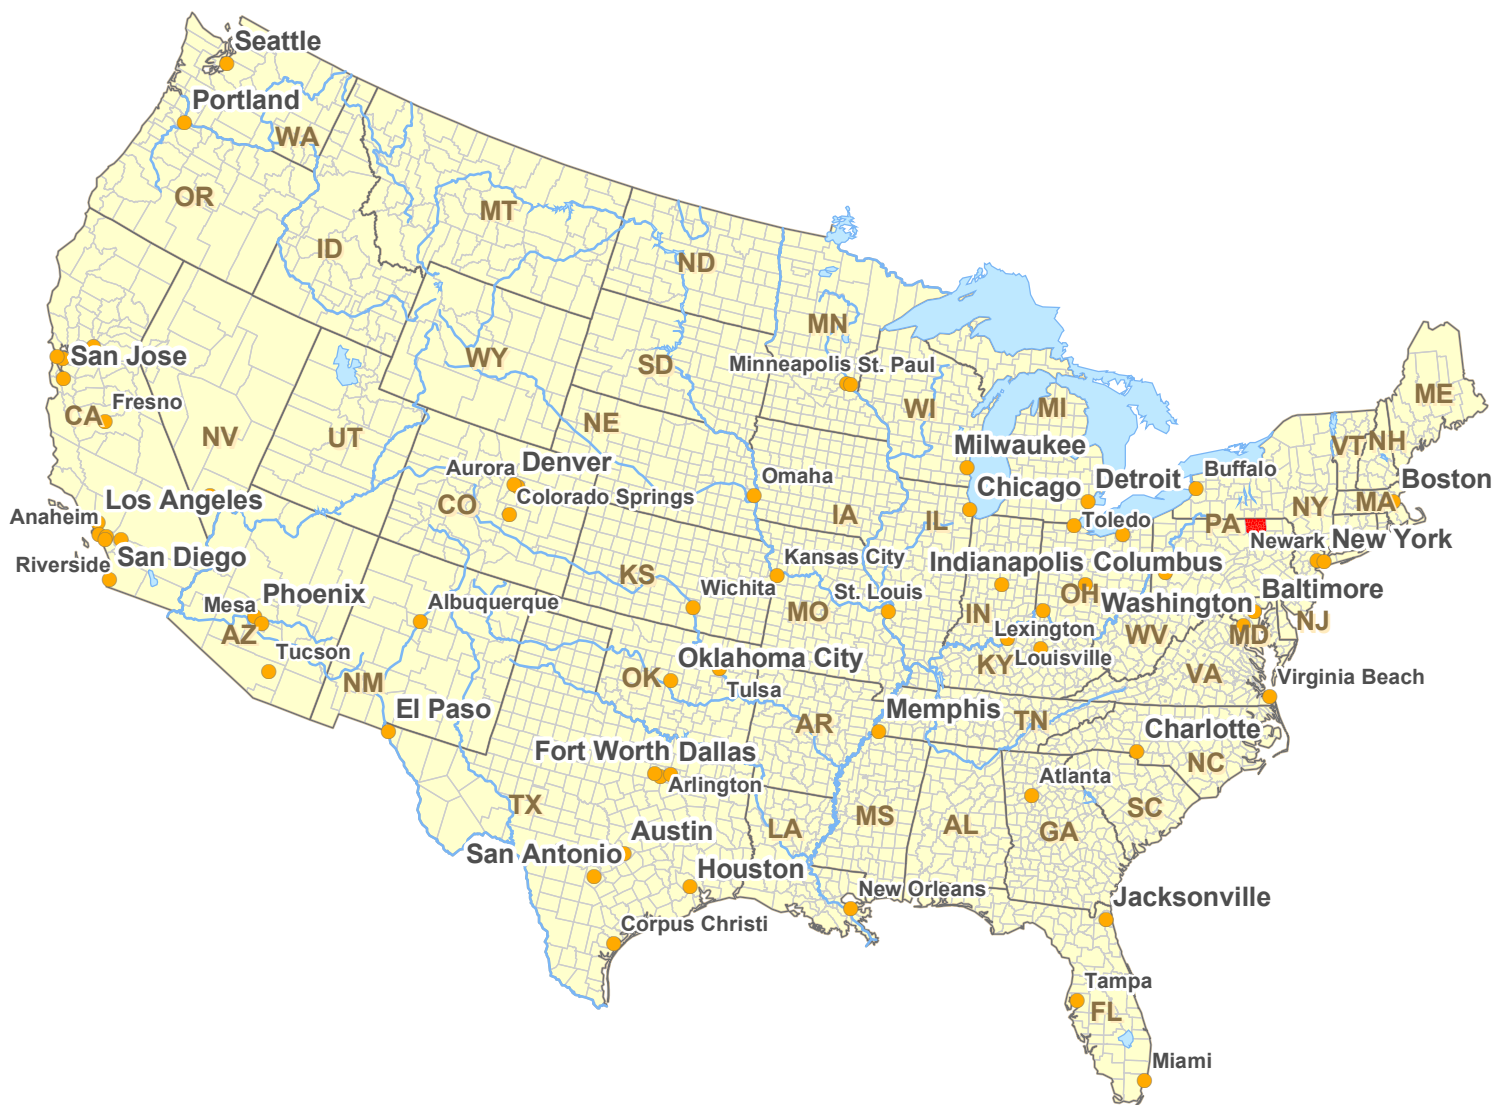 Seattle
Portland
WA
OR
MT
ID
ND
MN
WY
SD
Minneapolis St. Paul
WI
MI
ME
San Jose
Fresno
CA
NV
UT
NE
VT
NH
Milwaukee
Buffalo
Boston
Aurora
Denver
Omaha
Chicago
Detroit
NY
MA
Colorado Springs
CO
IA
IL
Toledo
PA
Los Angeles
Anaheim
Newark
New York
San Diego
Riverside
KS
Kansas City
Indianapolis
Columbus
Wichita
St. Louis
OH
Baltimore
Phoenix
Mesa
Albuquerque
MO
IN
Washington
NJ
AZ
Lexington
WV
MD
Tucson
Oklahoma City
KY
Louisville
VA
NM
OK
Tulsa
Virginia Beach
El Paso
Memphis
TN
AR
Charlotte
Fort Worth
Dallas
NC
Arlington
Atlanta
TX
MS
AL
SC
LA
GA
Austin
San Antonio
Houston
New Orleans
Jacksonville
Corpus Christi
Tampa
FL
Miami